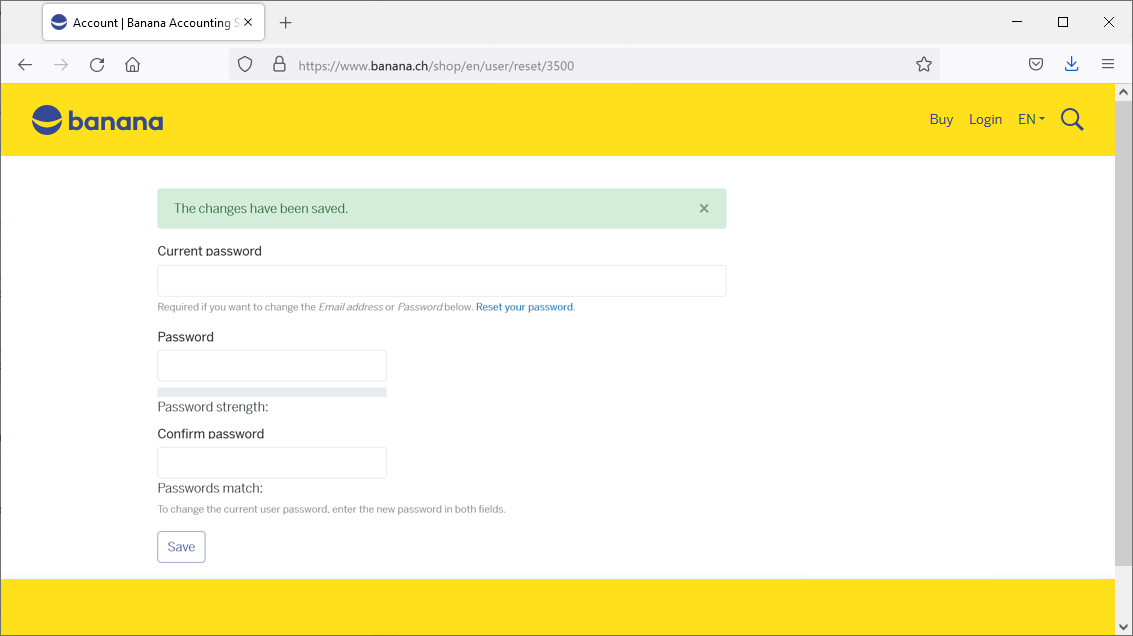 Account | Banana Accounting S
https://www.banana.ch/shop/en/user/reset/3500
banana
Buy Login EN
The changes have been saved.
Current password
Required if you want to change the Email address or Password below. Reset your password.
Password
Password strength:
Confirm password
Passwords match:
To change the current user password, enter the new password in both fields.
Save